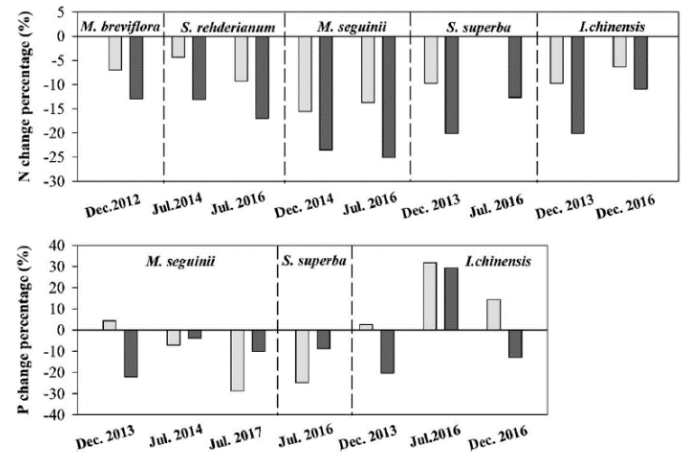 N change percentage (%)
5
0
-5
-10
-15
-20
-25
-30
M. breviflora S. rehderianum M. seguinii S. superba I.chinensis
Dec.2012 Jul.2014 Jul. 2016 Dec. 2014 Jul. 2016 Dec. 2013 Jul. 2016 Dec. 2013 Dec. 2016
P change percentage (%)
40
30
20
10
0
-10
-20
-30
-40
M. seguinii S. superba I.chinensis
Dec. 2013 Jul. 2014 Jul. 2017 Jul. 2016 Dec. 2013 Jul.2016 Dec. 2016